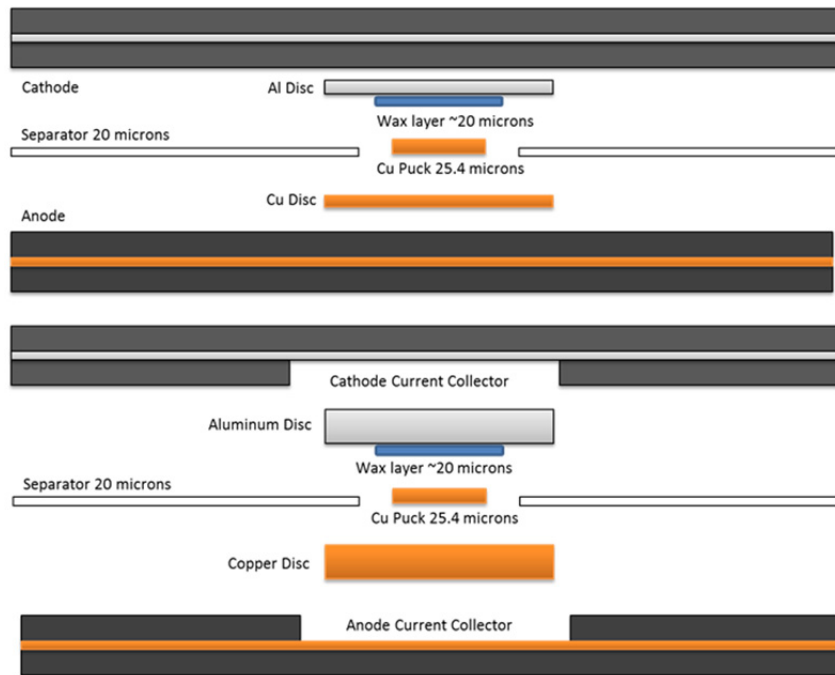 Cathode
Al Disc
Wax layer ~20 microns
Separator 20 microns
Cu Puck 25.4 microns
Cu Disc
Anode
Cathode Current Collector
Aluminum Disc
Wax layer ~20 microns
Separator 20 microns
Cu Puck 25.4 microns
Copper Disc
Anode Current Collector